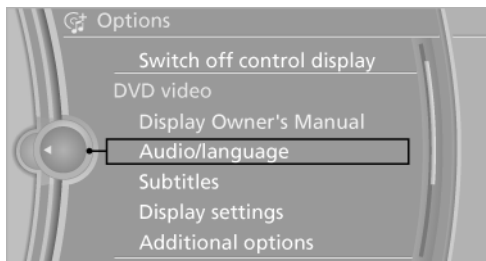 Options
Switch off control display
DVD video
Display Owner's Manual
Audio/language
Subtitles
Display settings
Additional options